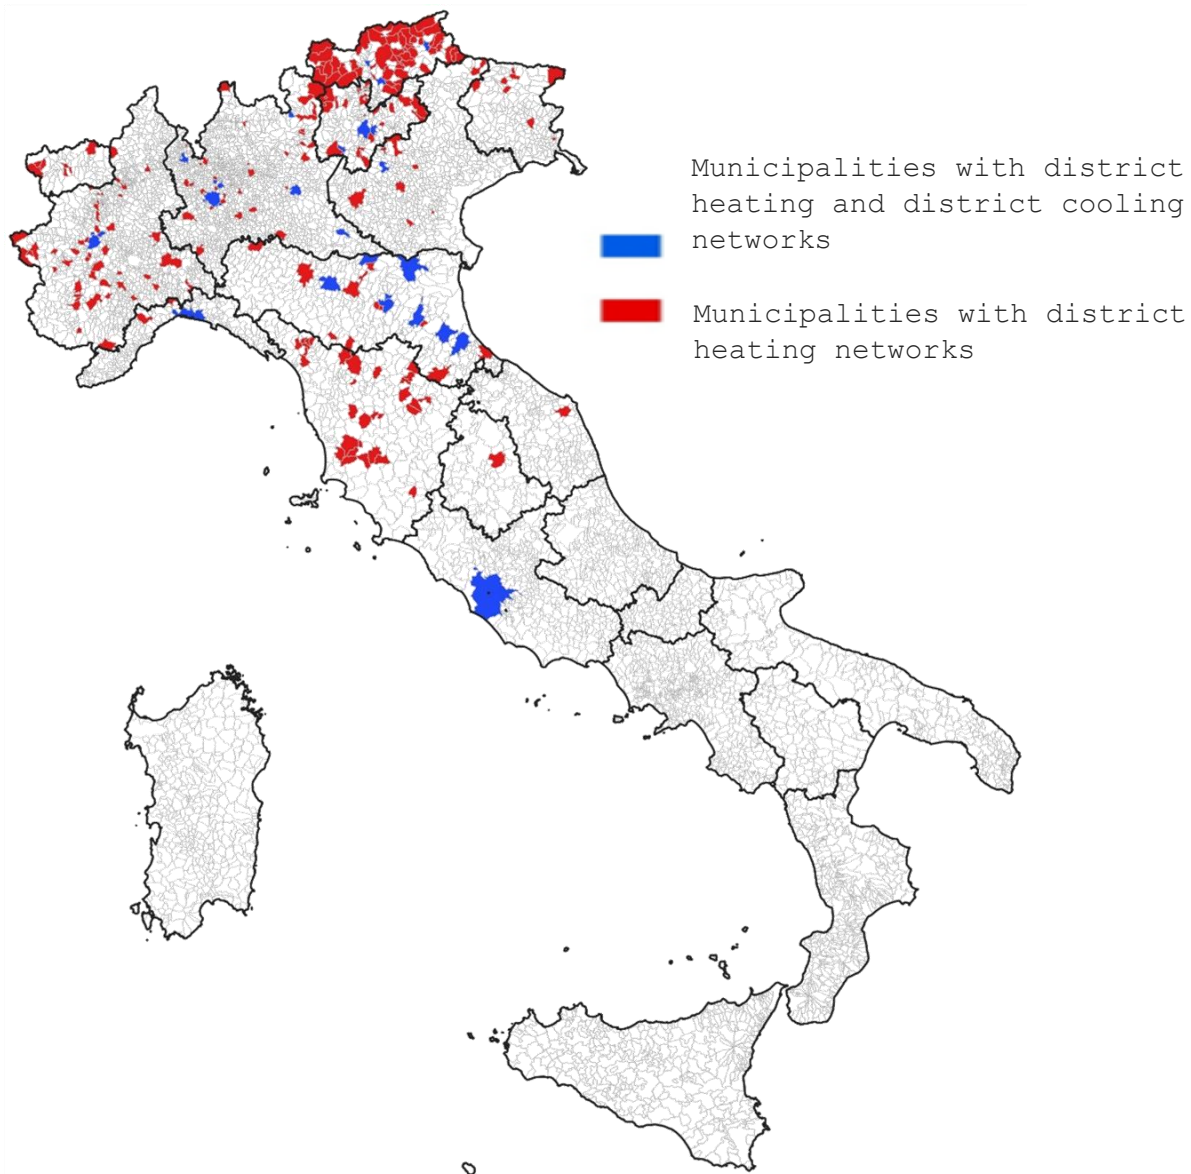 Municipalities with district
heating and district cooling
networks
Municipalities with district
heating networks